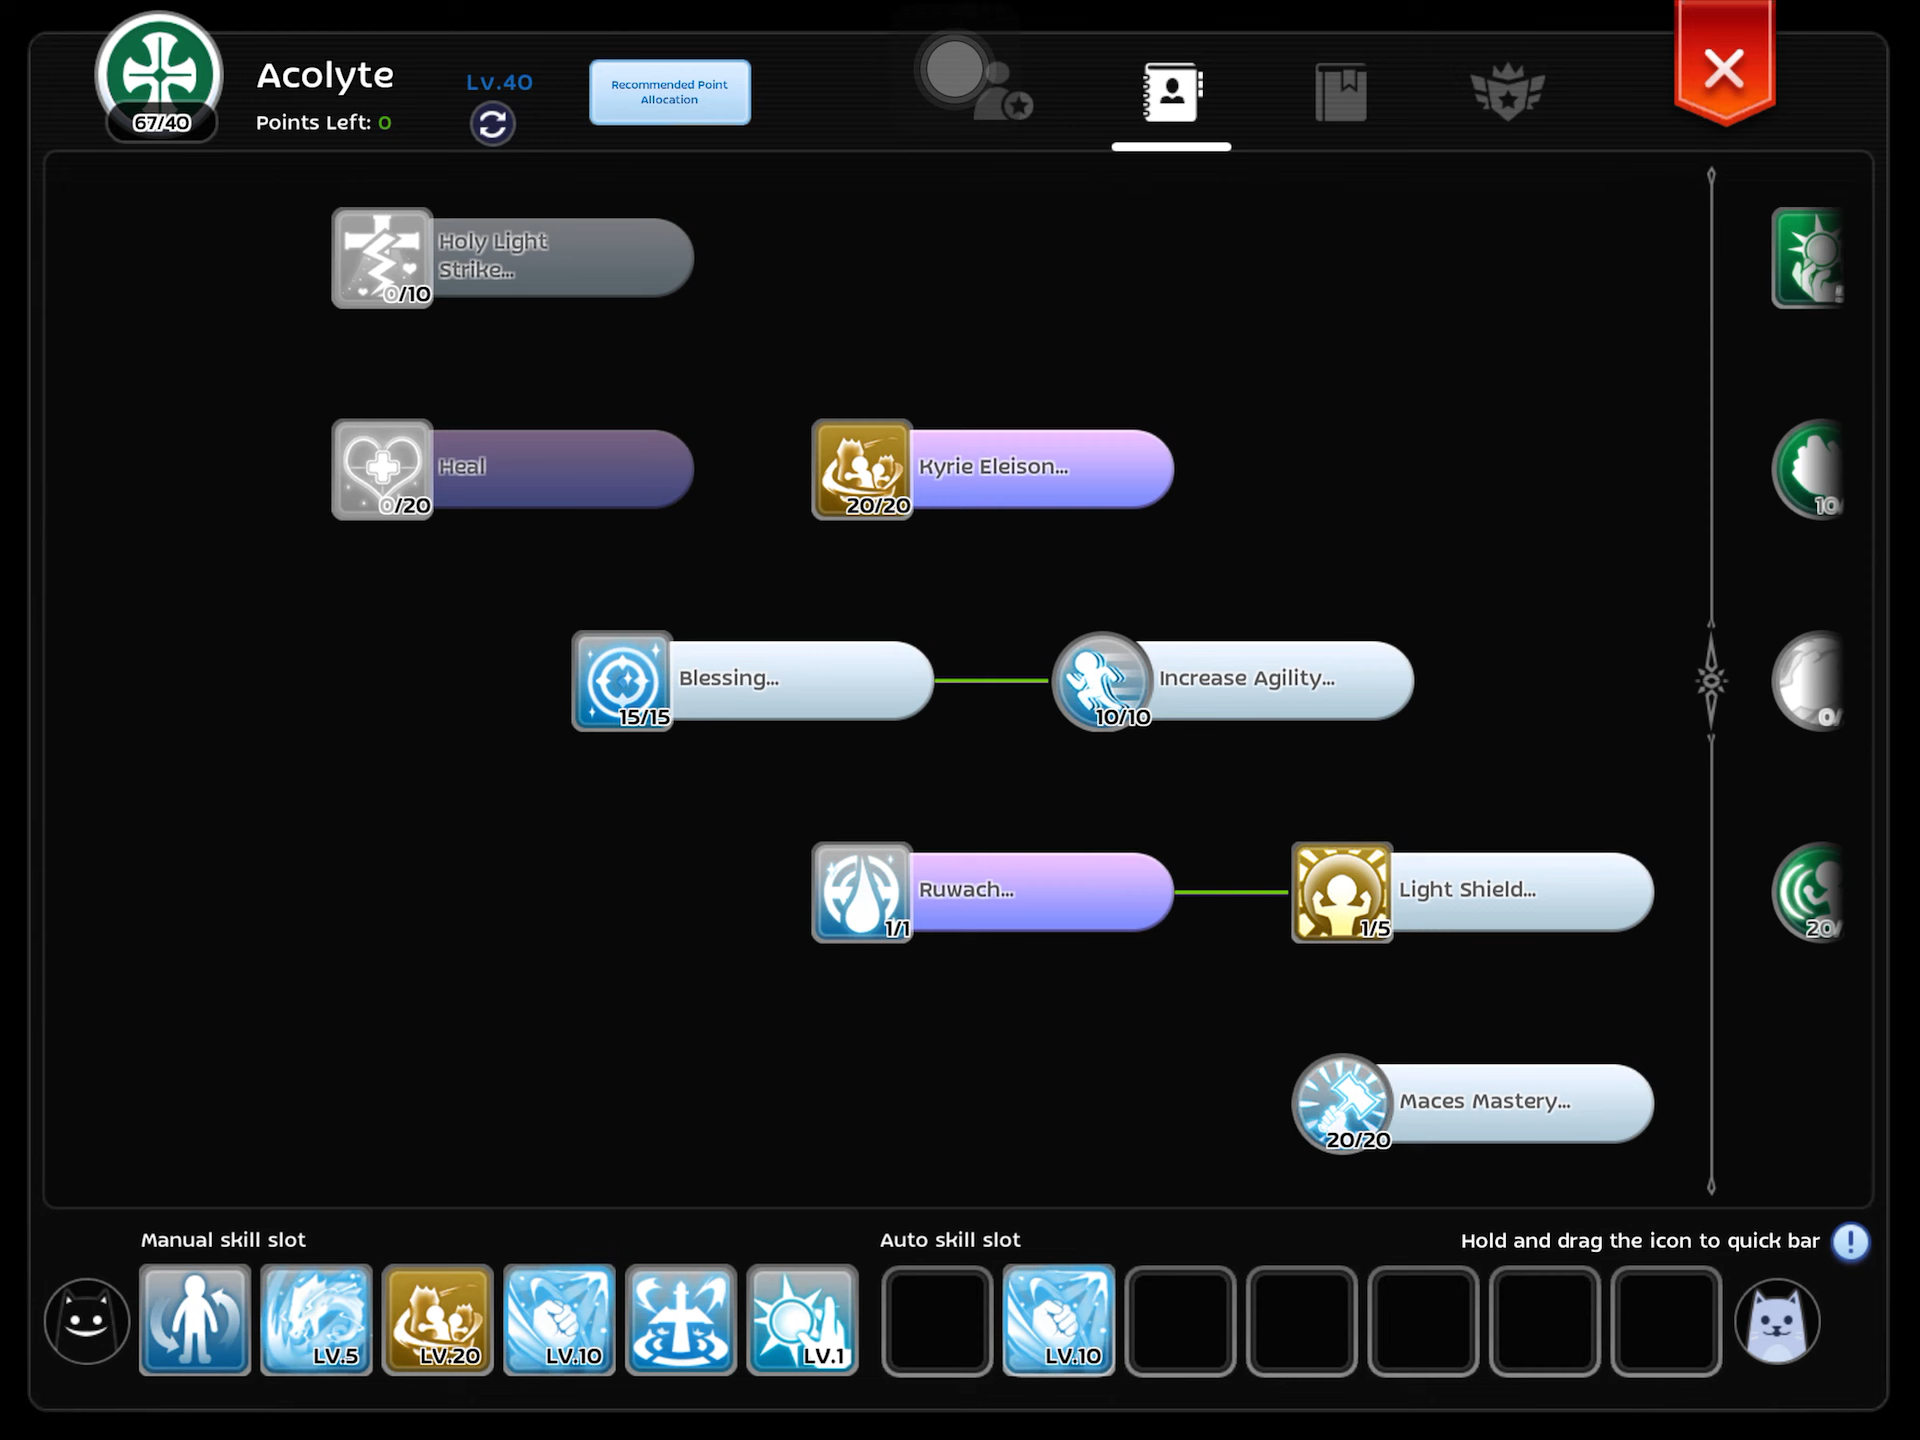 Acolyte
67/40
Points Left: 0
Lv.40
Recommended Point
Allocation
Holy Light
Strike...
0/10
Heal
0/20
Kyrie Eleison...
20/20
10/
Blessing...
15/15
Increase Agility...
10/10
0/
Ruwach...
1/1
Light Shield...
1/5
20/
Maces Mastery...
20/20
Manual skill slot
Auto skill slot
Hold and drag the icon to quick bar
LV.5
LV.20
LV.10
LV.1
LV.10